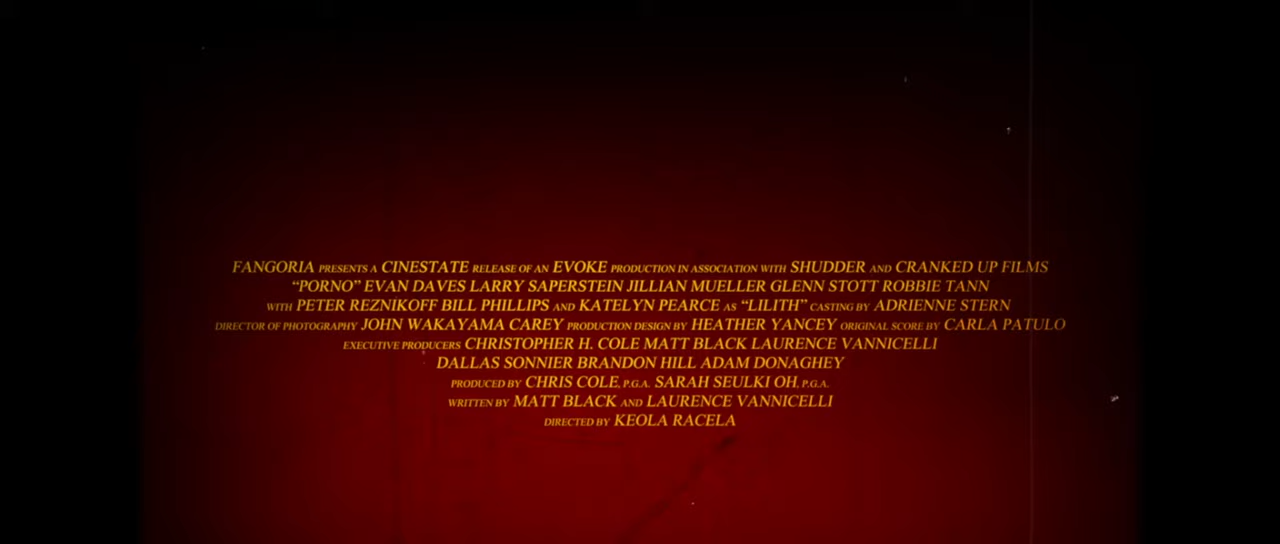 FANGORIA PRESENTS A CINESTATE RELEASE OF AN EVOKE PRODUCTION IN ASSOCIATION WITH SHUDDER AND CRANKED UP FILMS
“PORNO” EVAN DAVES LARRY SAPERSTEIN JILLIAN MUELLER GLENN STOTT ROBBIE TANN
WITH PETER REZNIKOFF BILL PHILLIPS AND KATELYN PEARCE AS “LILITH” CASTING BY ADRIENNE STERN
DIRECTOR OF PHOTOGRAPHY JOHN WAKAYAMA CAREY PRODUCTION DESIGN BY HEATHER YANCEY ORIGINAL SCORE BY CARLA PATULO
EXECUTIVE PRODUCERS CHRISTOPHER H. COLE MATT BLACK LAURENCE VANNICELLI
DALLAS SONNIER BRANDON HILL ADAM DONAGHEY
PRODUCED BY CHRIS COLE, P.G.A. SARAH SEULKI OH, P.G.A.
WRITTEN BY MATT BLACK AND LAURENCE VANNICELLI
DIRECTED BY KEOLA RACELA